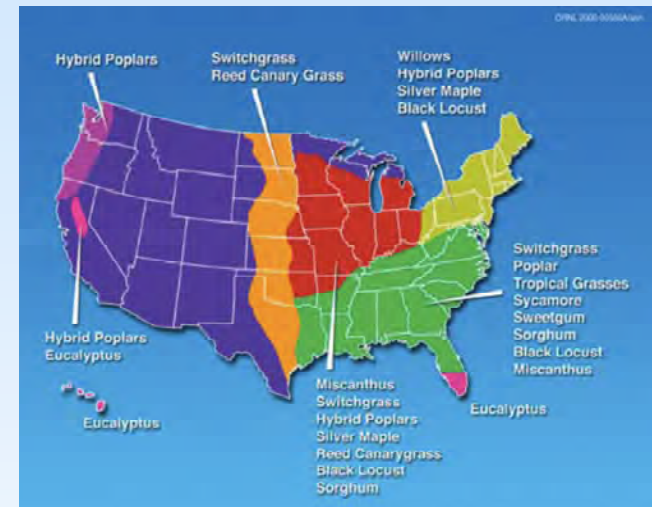 Hybrid Poplars
Switchgrass
Reed Canary Grass
Willows
Hybrid Poplars
Silver Maple
Black Locust
Switchgrass
Poplar
Tropical Grasses
Sycamore
Sweetgum
Sorghum
Black Locust
Miscanthus
Hybrid Poplars
Eucalyptus
Eucalyptus
Miscanthus
Switchgrass
Hybrid Poplars
Silver Maple
Reed Canarygrass
Black Locust
Sorghum
Eucalyptus